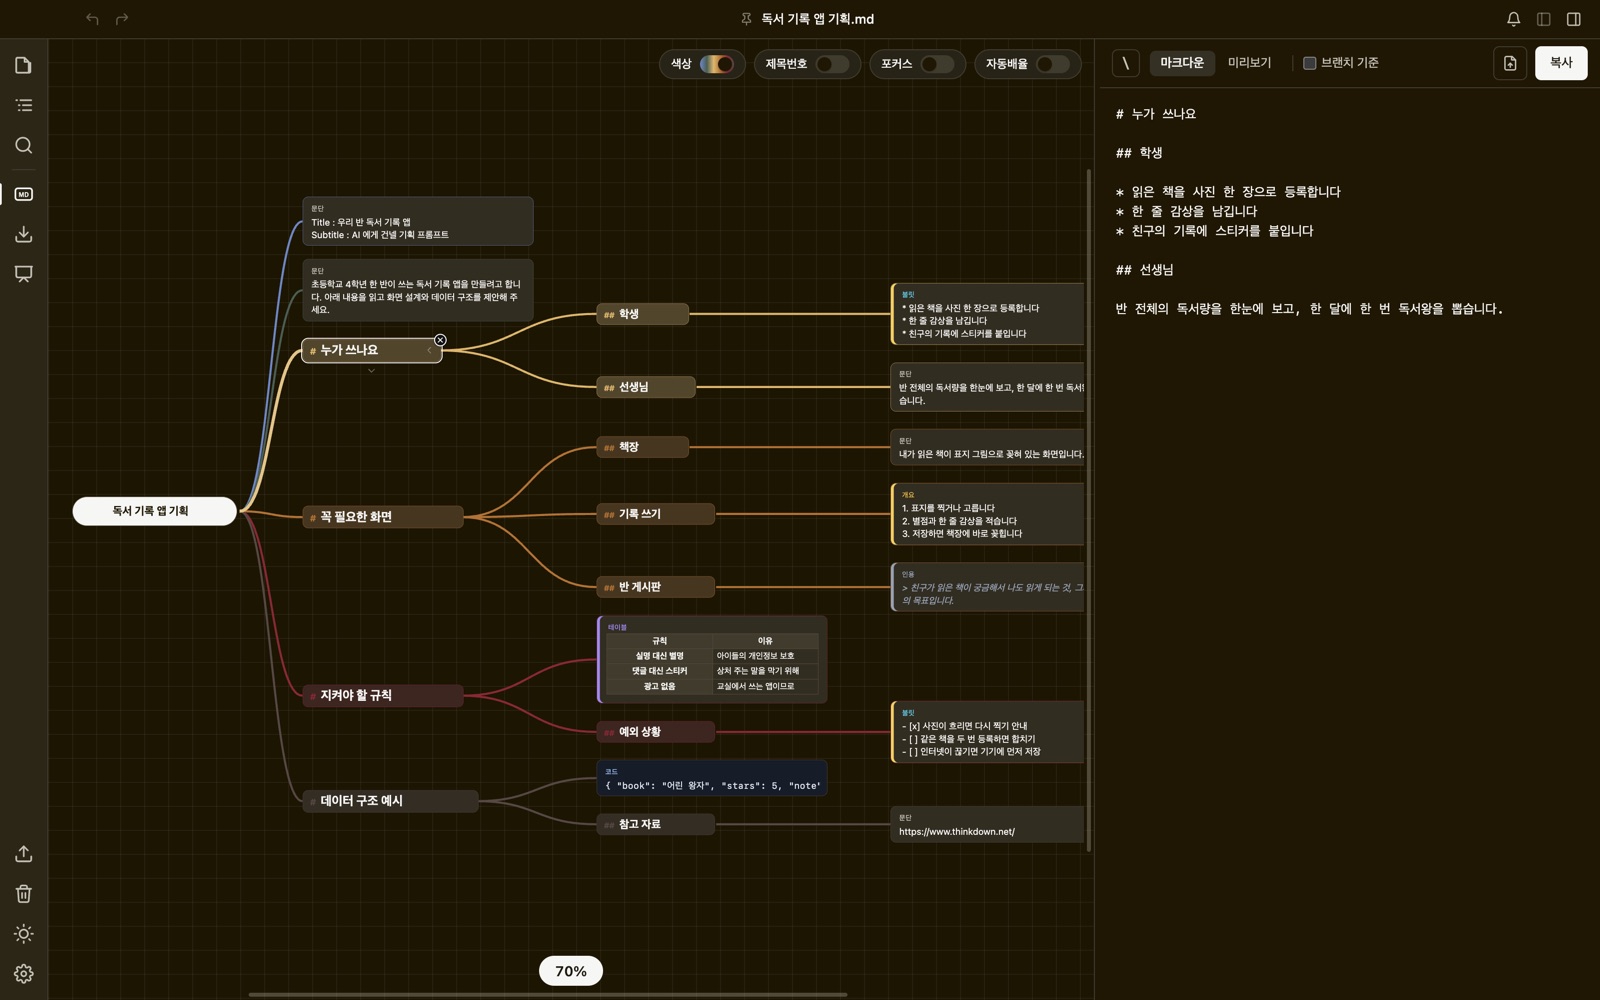 독서 기록 앱 기획.md
색상
제목번호
포커스
자동배율
\
마크다운
미리보기
브랜치 기준
복사
MD
독서 기록 앱 기획
문단
Title : 우리 반 독서 기록 앱
Subtitle : AI 에게 건넬 기획 프롬프트
문단
초등학교 4학년 한 반이 쓰는 독서 기록 앱을 만들려고 합니
다. 아래 내용을 읽고 화면 설계와 데이터 구조를 제안해 주
세요.
# 누가 쓰나요
## 학생
불릿
* 읽은 책을 사진 한 장으로 등록합니다
* 한 줄 감상을 남깁니다
* 친구의 기록에 스티커를 붙입니다
## 선생님
문단
반 전체의 독서량을 한눈에 보고, 한 달에 한 번
습니다.
# 꼭 필요한 화면
## 책장
문단
내가 읽은 책이 표지 그림으로 꽂혀 있는 화면입니다.
## 기록 쓰기
개요
1. 표지를 찍거나 고릅니다
2. 별점과 한 줄 감상을 적습니다
3. 저장하면 책장에 바로 꽂힙니다
## 반 게시판
인용
> 친구가 읽은 책이 궁금해서 나도 읽게 되는 것, 그
의 목표입니다.
# 지켜야 할 규칙
테이블
규칙 이유
실명 대신 별명 아이들의 개인정보 보호
댓글 대신 스티커 상처 주는 말을 막기 위해
광고 없음 교실에서 쓰는 앱이므로
## 예외 상황
불릿
- [x] 사진이 흐리면 다시 찍기 안내
- [ ] 같은 책을 두 번 등록하면 합치기
- [ ] 인터넷이 끊기면 기기에 먼저 저장
# 데이터 구조 예시
코드
{ "book": "어린 왕자", "stars": 5, "note"
## 참고 자료
문단
https://www.thinkdown.net/
70%
# 누가 쓰나요
## 학생
* 읽은 책을 사진 한 장으로 등록합니다
* 한 줄 감상을 남깁니다
* 친구의 기록에 스티커를 붙입니다
## 선생님
반 전체의 독서량을 한눈에 보고, 한 달에 한 번 독서왕을 뽑습니다.